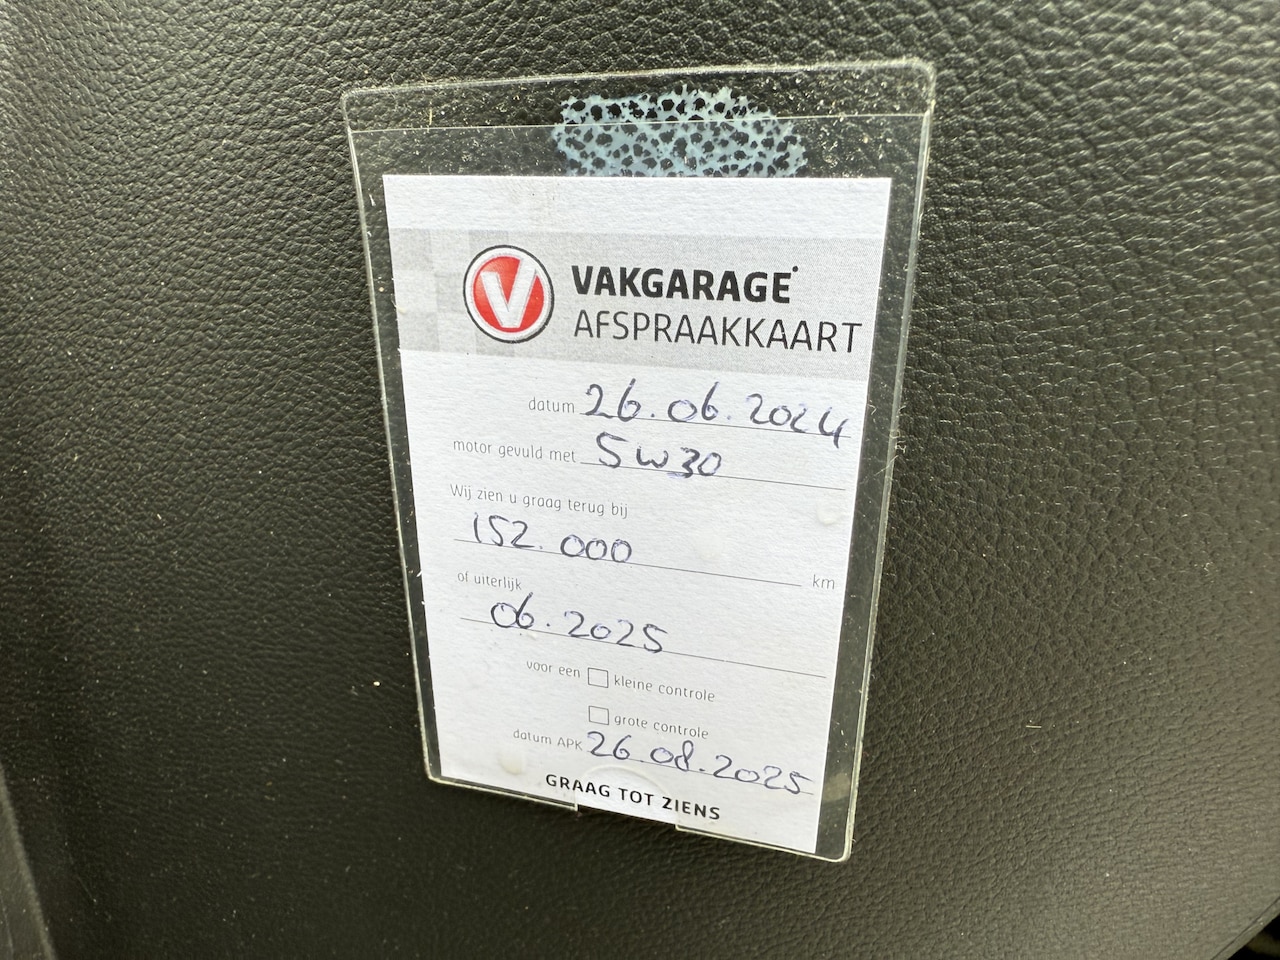 V VAKGARAGE
AFSPRAAKKAART
datum 26.06.2024
motor gevuld met 5w30
Wij zien u graag terug bij
152.000 km
of uiterlijk
06.2025
voor een kleine controle
grote controle
datum APK 26.08.2025
GRAAG TOT ZIENS